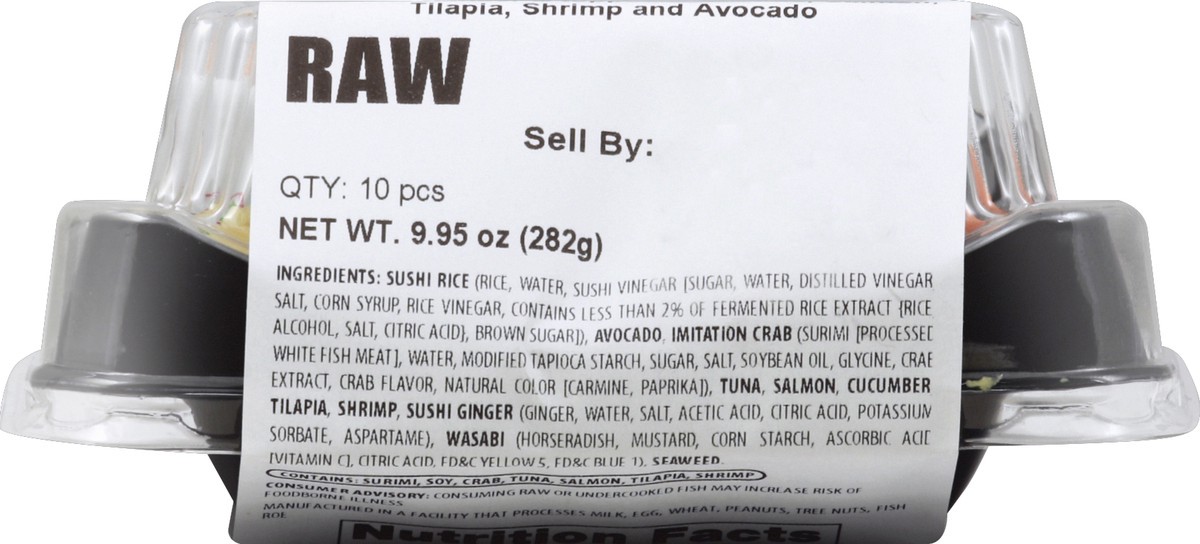 Tilapia, Shrimp and Avocado
RAW
Sell By:
QTY: 10 pcs
NET WT. 9.95 oz (282g)
INGREDIENTS: SUSHI RICE (RICE, WATER, SUSHI VINEGAR [SUGAR, WATER, DISTILLED VINEGAR
SALT, CORN SYRUP, RICE VINEGAR, CONTAINS LESS THAN 2% OF FERMENTED RICE EXTRACT {RICE
ALCOHOL, SALT, CITRIC ACID}, BROWN SUGAR]), AVOCADO, IMITATION CRAB (SURIMI [PROCESSED
WHITE FISH MEAT], WATER, MODIFIED TAPIOCA STARCH, SUGAR, SALT, SOYBEAN OIL, GLYCINE, CRAB
EXTRACT, CRAB FLAVOR, NATURAL COLOR [CARMINE, PAPRIKA]), TUNA, SALMON, CUCUMBER
TILAPIA, SHRIMP, SUSHI GINGER (GINGER, WATER, SALT, ACETIC ACID, CITRIC ACID, POTASSIUM
SORBATE, ASPARTAME), WASABI (HORSERADISH, MUSTARD, CORN STARCH, ASCORBIC ACID
[VITAMIN C], CITRIC ACID, FD&C YELLOW 5, FD&C BLUE 1), SEAWEED.
CONTAINS: SURIMI, SOY, CRAB, TUNA, SALMON, TILAPIA, SHRIMP
CONSUMER ADVISORY: CONSUMING RAW OR UNDERCOOKED FISH MAY INCREASE RISK OF
FOODBORNE ILLNESS
MANUFACTURED IN A FACILITY THAT PROCESSES MILK, EGG, WHEAT, PEANUTS, TREE NUTS, FISH
ROE
Nutrition Facts